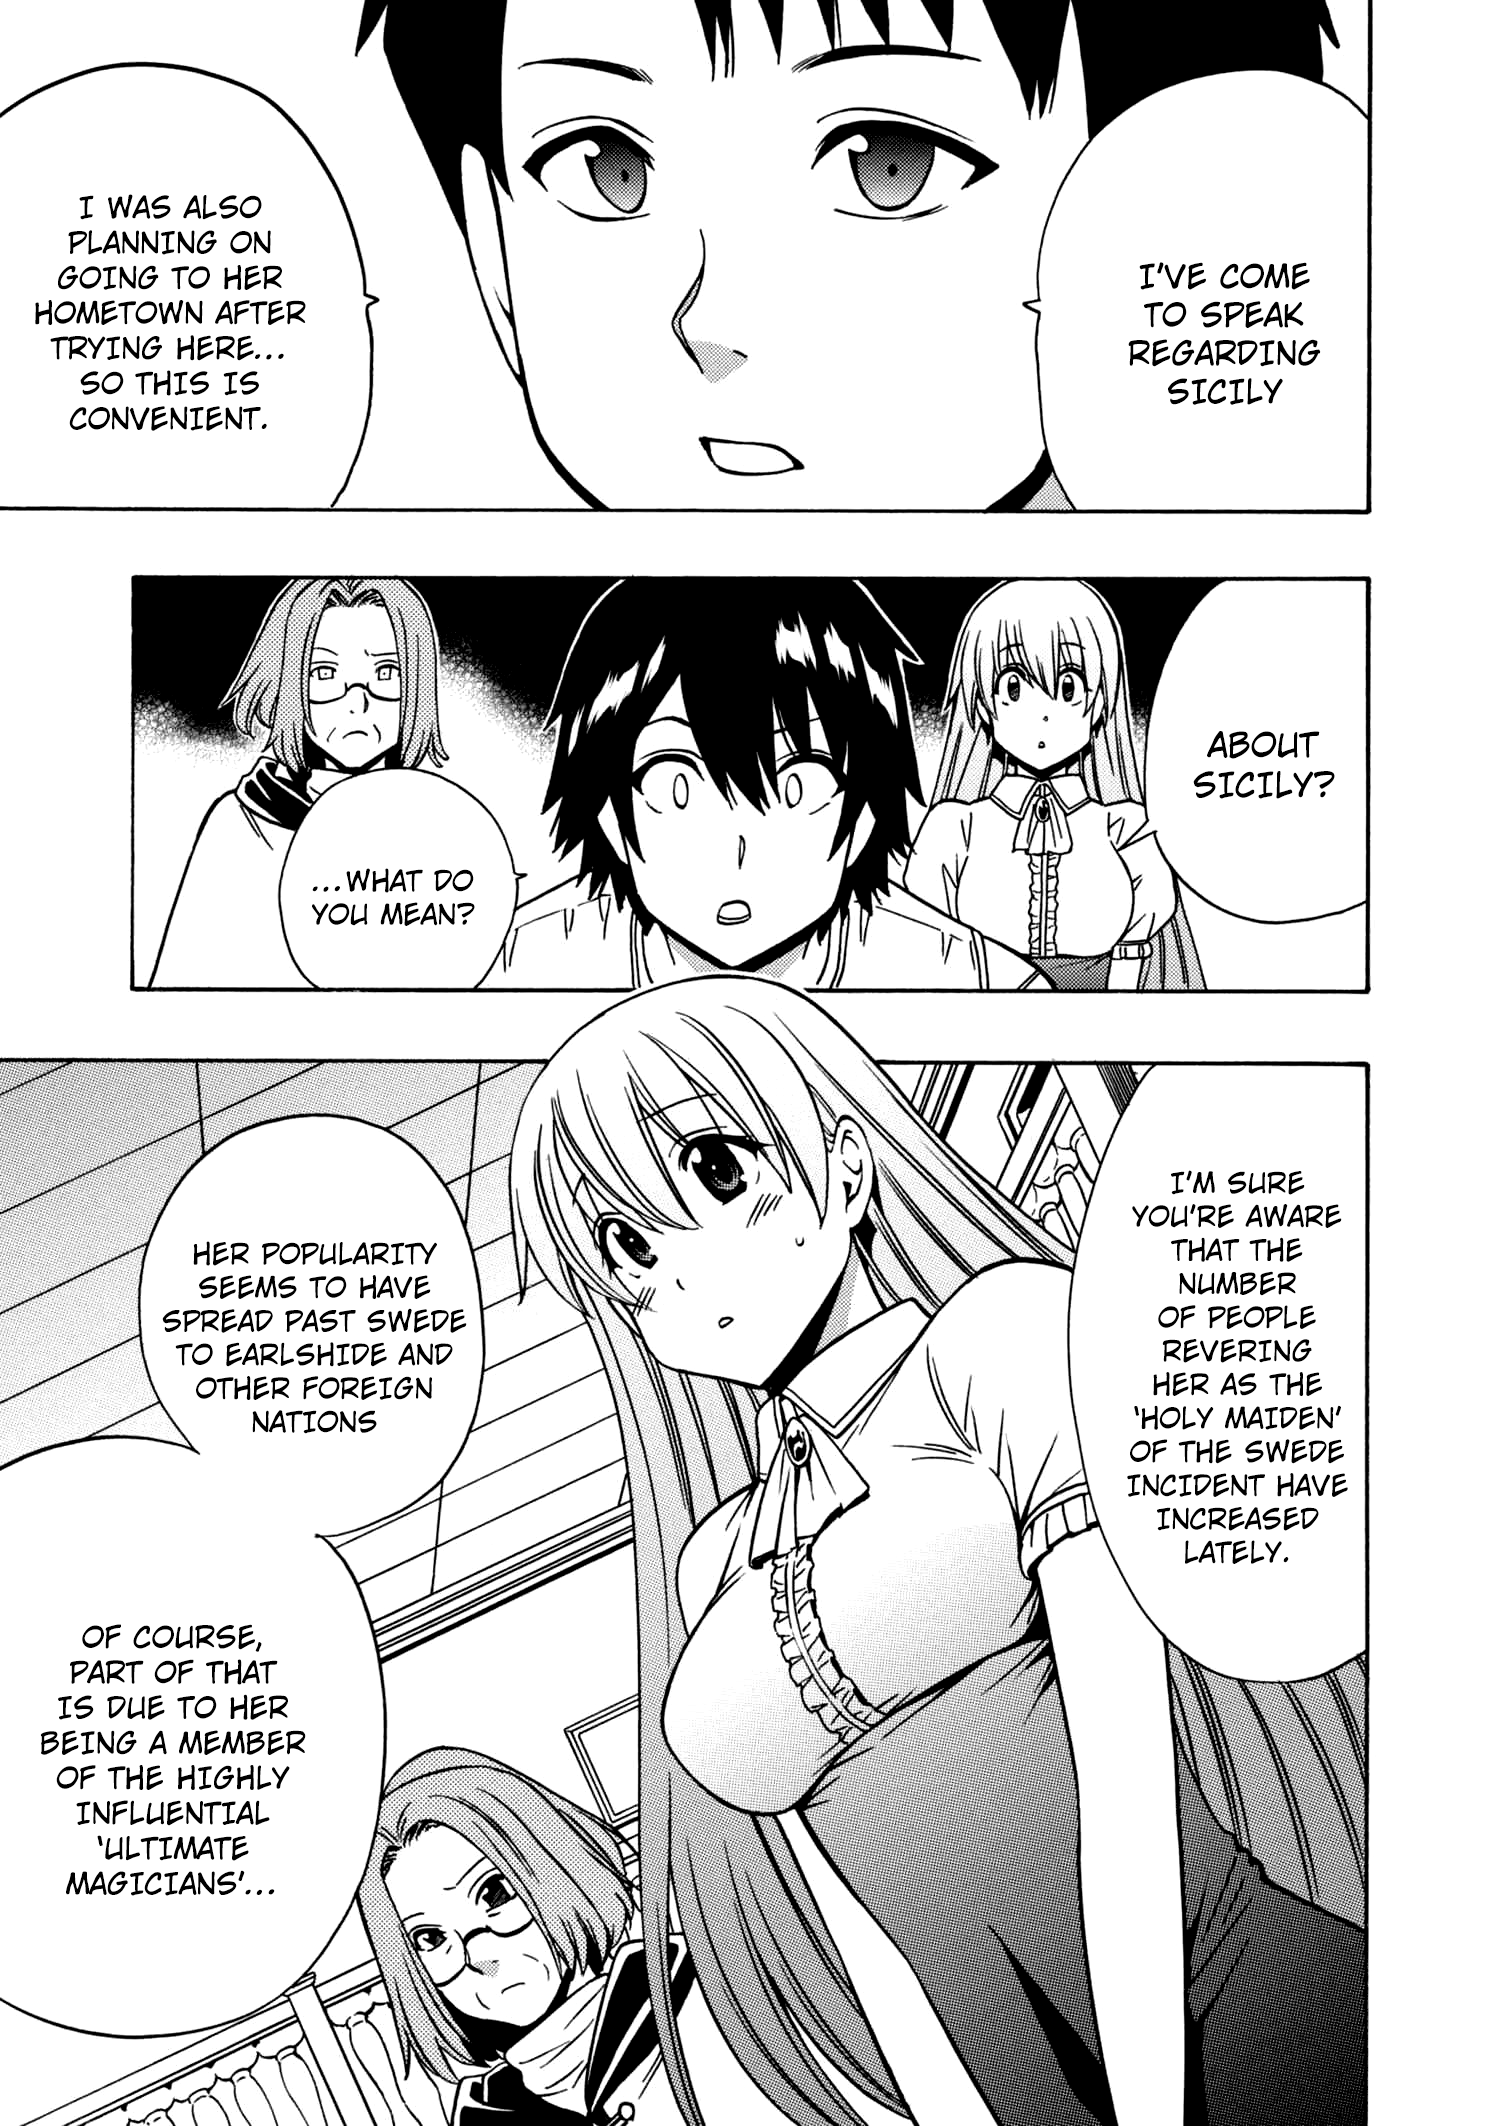 I'VE COME
TO SPEAK
REGARDING
SICILY
I WAS ALSO
PLANNING ON
GOING TO HER
HOMETOWN AFTER
TRYING HERE...
SO THIS IS
CONVENIENT.
ABOUT
SICILY?
...WHAT DO
YOU MEAN?
I'M SURE
YOU'RE AWARE
THAT THE
NUMBER
OF PEOPLE
REVERING
HER AS THE
'HOLY MAIDEN'
OF THE SWEDE
INCIDENT HAVE
INCREASED
LATELY.
HER POPULARITY
SEEMS TO HAVE
SPREAD PAST SWEDE
TO EARLSHIDE AND
OTHER FOREIGN
NATIONS
OF COURSE,
PART OF THAT
IS DUE TO HER
BEING A MEMBER
OF THE HIGHLY
INFLUENTIAL
'ULTIMATE
MAGICIANS'...